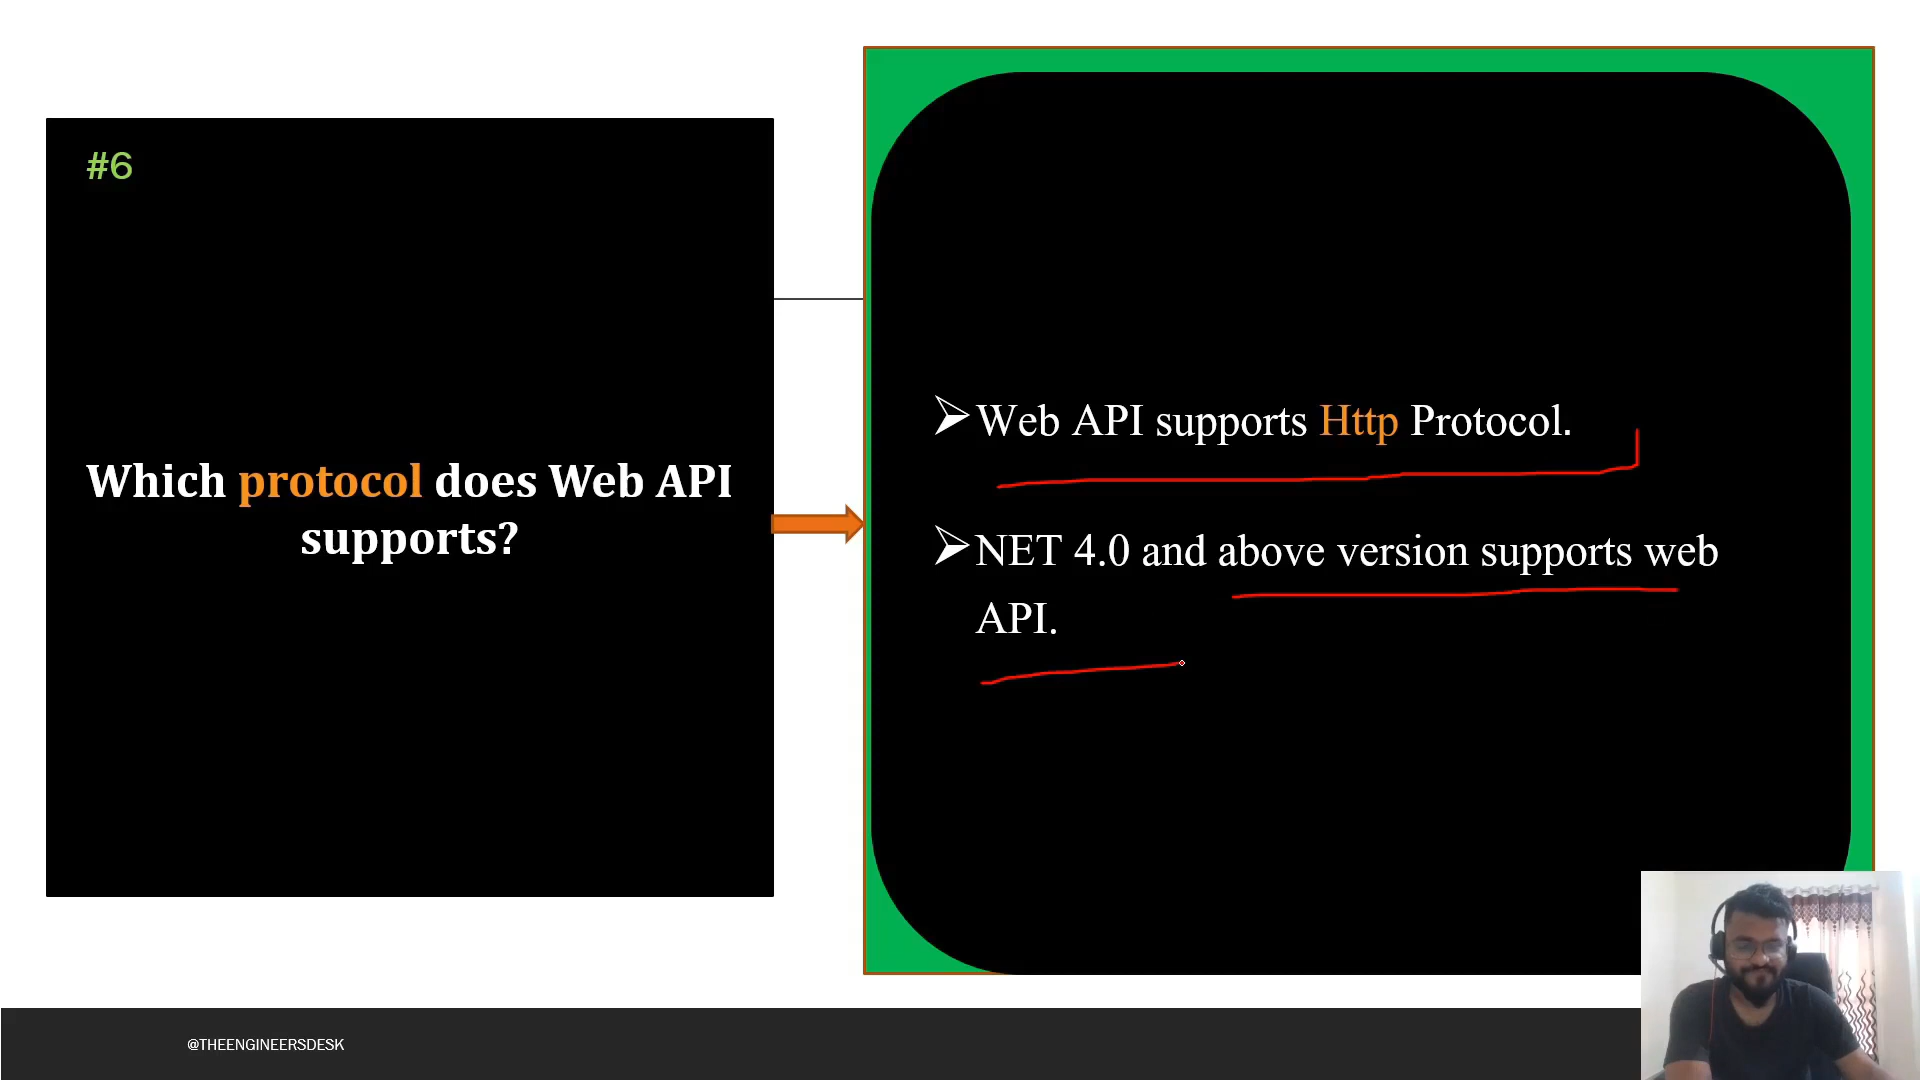 #6
Which protocol does Web API
supports?
Web API supports Http Protocol.
NET 4.0 and above version supports web
API.
@THEENGINEERSDESK